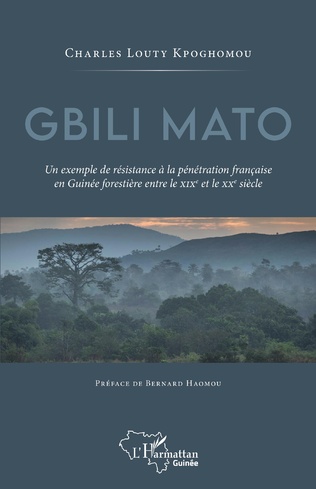 Charles Louty Kpoghomou
GBILI MATO
Un exemple de résistance à la pénétration française
en Guinée forestière entre le XIXe et le XXe siècle
Préface de Bernard Haomou
L'Harmattan
Guinée